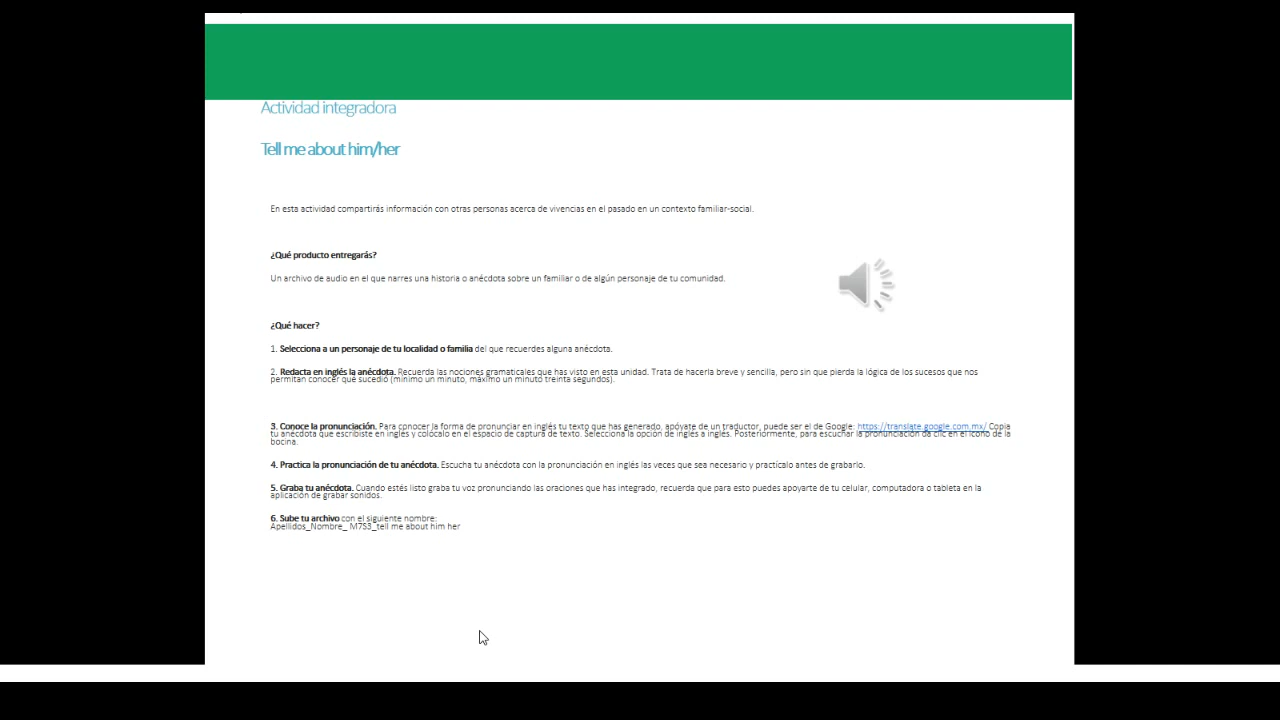 Actividad integradora
Tell me about him/her
En esta actividad compartirás información con otras personas acerca de vivencias en el pasado en un contexto familiar-social.
¿Qué producto entregarás?
Un archivo de audio en el que narres una historia o anécdota sobre un familiar o de algún personaje de tu comunidad.
¿Qué hacer?
1. Selecciona a un personaje de tu localidad o familia del que recuerdes alguna anécdota.
2. Redacta en inglés la anécdota. Recuerda las nociones gramaticales que has visto en esta unidad. Trata de hacerla breve y sencilla, pero sin que pierda la lógica de los sucesos que nos
permitan conocer qué sucedió (mínimo un minuto, máximo un minuto treinta segundos).
3. Conoce la pronunciación. Para conocer la forma de pronunciar en inglés tu texto que has generado, apóyate de un traductor, puede ser el de Google: https://translate.google.com.mx/ Copia
tu anécdota que escribiste en inglés y colócalo en el espacio de captura de texto. Selecciona la opción de inglés a inglés. Posteriormente, para escuchar la pronunciación da clic en el ícono de la
bocina.
4. Practica la pronunciación de tu anécdota. Escucha tu anécdota con la pronunciación en inglés las veces que sea necesario y practícalo antes de grabarlo.
5. Graba tu anécdota. Cuando estés listo graba tu voz pronunciando las oraciones que has integrado, recuerda que para esto puedes apoyarte de tu celular, computadora o tableta en la
aplicación de grabar sonidos.
6. Sube tu archivo con el siguiente nombre:
Apellidos_Nombre_ M7S3_tell me about him her